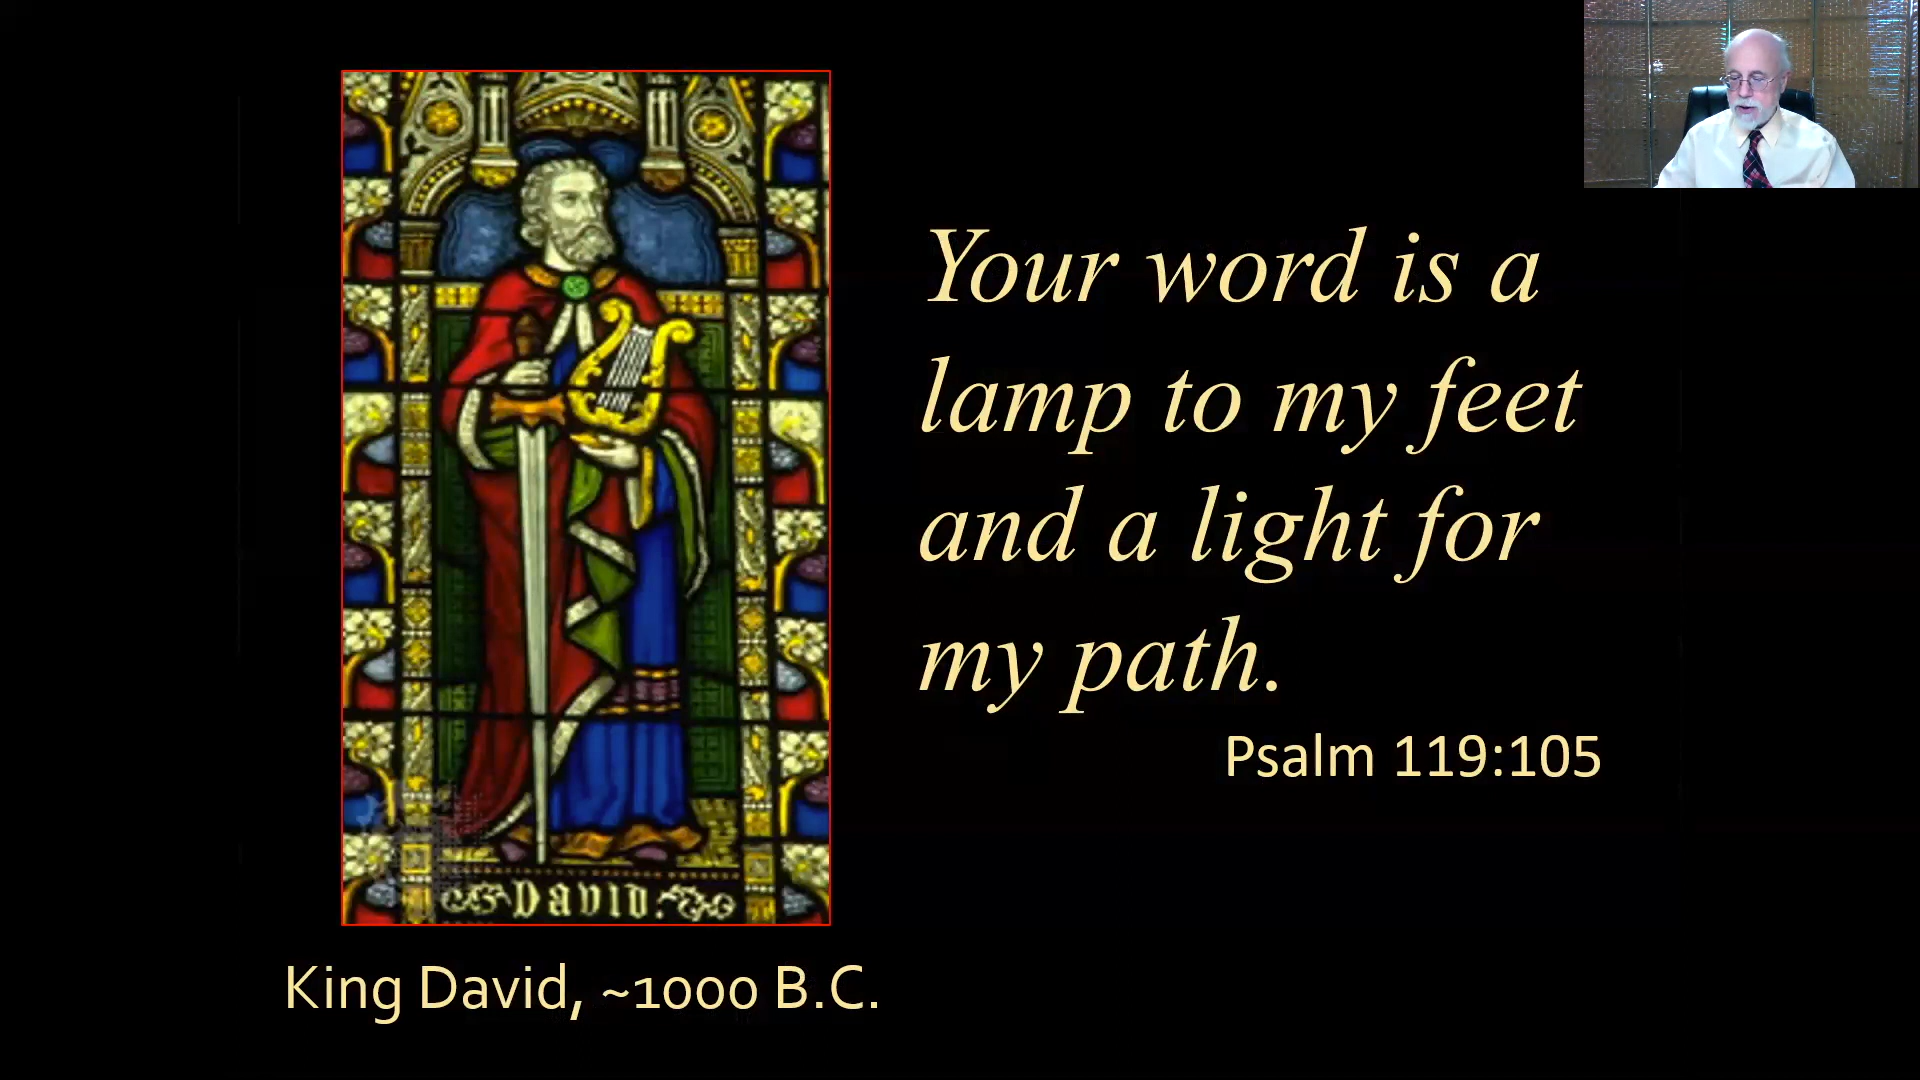 Your word is a
lamp to my feet
and a light for
my path.
Psalm 119:105
David.
King David, ~1000 B.C.